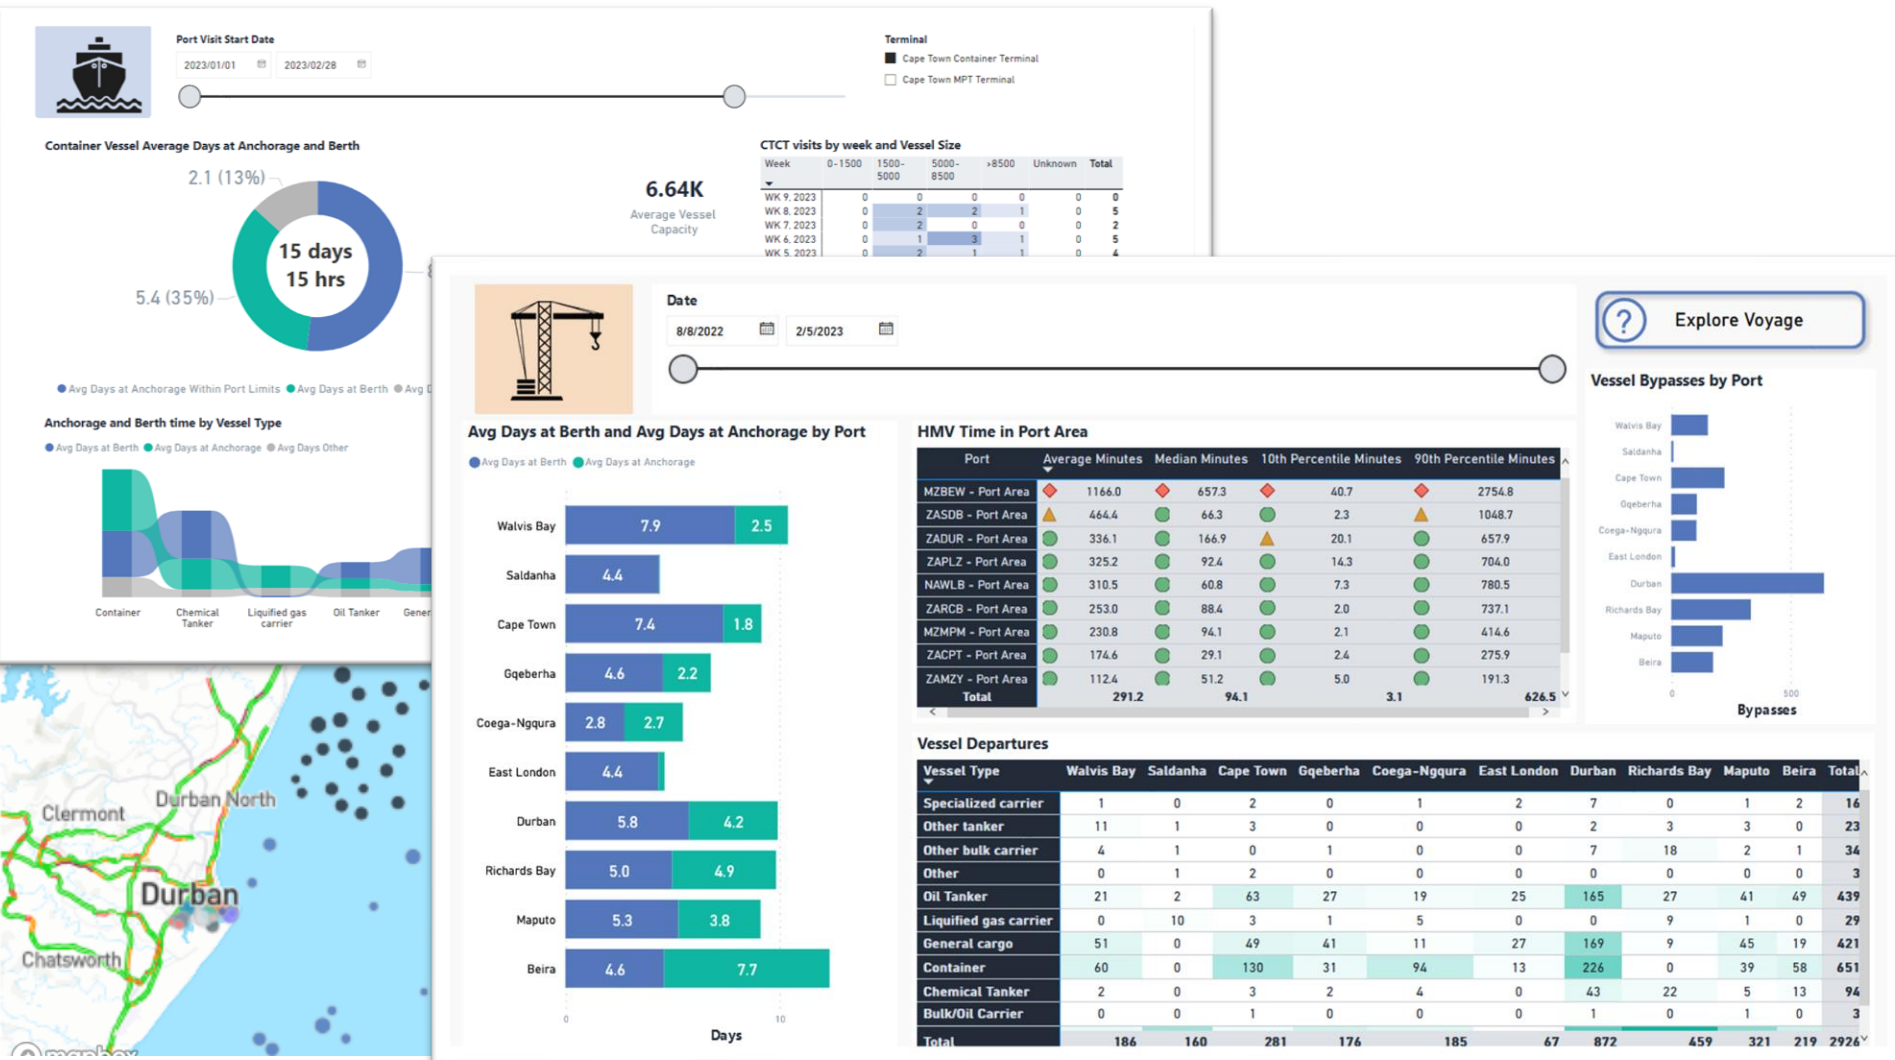 Port Visit Start Date
2023/01/01
2023/02/28
Terminal
Cape Town Container Terminal
Cape Town MPT Terminal
Container Vessel Average Days at Anchorage and Berth
2.1 (13%)
15 days
15 hrs
5.4 (35%)
Avg Days at Anchorage Within Port Limits Avg Days at Berth Avg D
6.64K
Average Vessel
Capacity
CTCT visits by week and Vessel Size
Week 0-1500 1500-5000 5000-8500 >8500 Unknown Total
WK 9, 2023 0 0 0 0 0 0
WK 8, 2023 0 2 2 1 0 5
WK 7, 2023 0 2 0 0 0 2
WK 6, 2023 0 1 3 1 0 5
WK 5, 2023 0 2 1 1 0 4
Anchorage and Berth time by Vessel Type
Avg Days at Berth Avg Days at Anchorage Avg Days Other
Container
Chemical Tanker
Liquified gas carrier
Oil Tanker
Gener
Clermont
Durban North
Durban
Chatsworth
mapbox
Date
8/8/2022
2/5/2023
Explore Voyage
Avg Days at Berth and Avg Days at Anchorage by Port
Avg Days at Berth Avg Days at Anchorage
Walvis Bay 7.9 2.5
Saldanha 4.4
Cape Town 7.4 1.8
Gqeberha 4.6 2.2
Coega-Ngqura 2.8 2.7
East London 4.4
Durban 5.8 4.2
Richards Bay 5.0 4.9
Maputo 5.3 3.8
Beira 4.6 7.7
0 10
Days
HMV Time in Port Area
Port Average Minutes Median Minutes 10th Percentile Minutes 90th Percentile Minutes
MZBEW - Port Area 1166.0 657.3 40.7 2754.8
ZASDB - Port Area 464.4 66.3 2.3 1048.7
ZADUR - Port Area 336.1 166.9 20.1 657.9
ZAPLZ - Port Area 325.2 92.4 14.3 704.0
NAWLB - Port Area 310.5 60.8 7.3 780.5
ZARCB - Port Area 253.0 88.4 2.0 737.1
MZMPM - Port Area 230.8 94.1 2.1 414.6
ZACPT - Port Area 174.6 29.1 2.4 275.9
ZAMZY - Port Area 112.4 51.2 5.0 191.3
Total 291.2 94.1 3.1 626.5
Vessel Bypasses by Port
Walvis Bay
Saldanha
Cape Town
Gqeberha
Coega-Ngqura
East London
Durban
Richards Bay
Maputo
Beira
0 500
Bypasses
Vessel Departures
Vessel Type Walvis Bay Saldanha Cape Town Gqeberha Coega-Ngqura East London Durban Richards Bay Maputo Beira Total
Specialized carrier 1 0 2 0 1 2 7 0 1 2 16
Other tanker 11 1 3 0 0 0 2 3 3 0 23
Other bulk carrier 4 1 0 1 0 0 7 18 2 1 34
Other 0 1 2 0 0 0 0 0 0 0 3
Oil Tanker 21 2 63 27 19 25 165 27 41 49 439
Liquified gas carrier 0 10 3 1 5 0 0 9 1 0 29
General cargo 51 0 49 41 11 27 169 9 45 19 421
Container 60 0 130 31 94 13 226 0 39 58 651
Chemical Tanker 2 0 3 2 4 0 43 22 5 13 94
Bulk/Oil Carrier 0 0 1 0 0 0 1 0 1 0 3
Total 186 160 281 176 185 67 872 459 321 219 2926